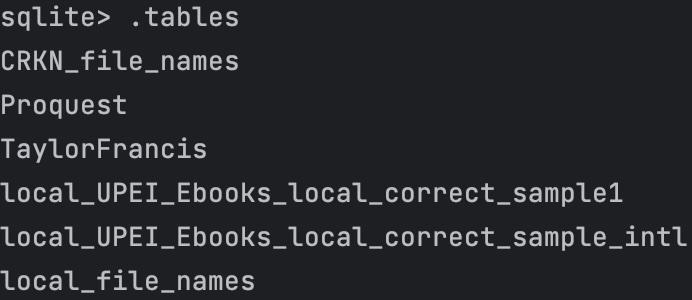 sqlite> .tables
CRKN_file_names
Proquest
TaylorFrancis
local_UPEI_Ebooks_local_correct_sample1
local_UPEI_Ebooks_local_correct_sample_intl
local_file_names